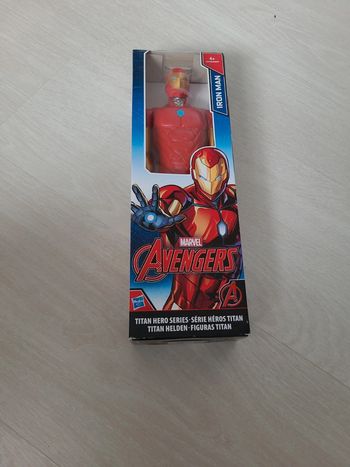 4+
IRON MAN
MARVEL
AVENGERS
Hasbro
TITAN HERO SERIES·SÉRIE HÉROS TITAN
TITAN HELDEN·FIGURAS TITAN